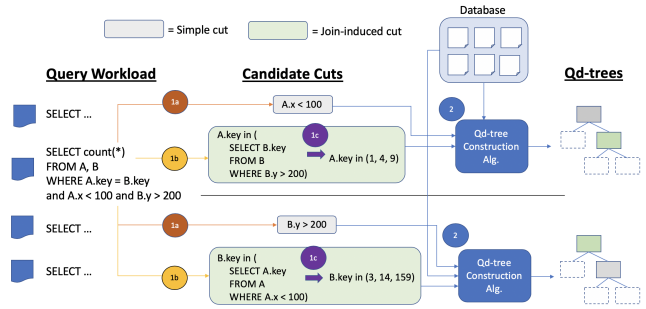 Database
= Simple cut
= Join-induced cut
Query Workload
Candidate Cuts
Qd-trees
SELECT ...
1a
A.x < 100
2
SELECT count(*)
FROM A, B
WHERE A.key = B.key
and A.x < 100 and B.y > 200
1b
A.key in (
SELECT B.key
FROM B
WHERE B.y > 200)
1c
A.key in (1, 4, 9)
Qd-tree
Construction
Alg.
SELECT ...
1a
B.y > 200
2
SELECT ...
1b
B.key in (
SELECT A.key
FROM A
WHERE A.x < 100)
1c
B.key in (3, 14, 159)
Qd-tree
Construction
Alg.